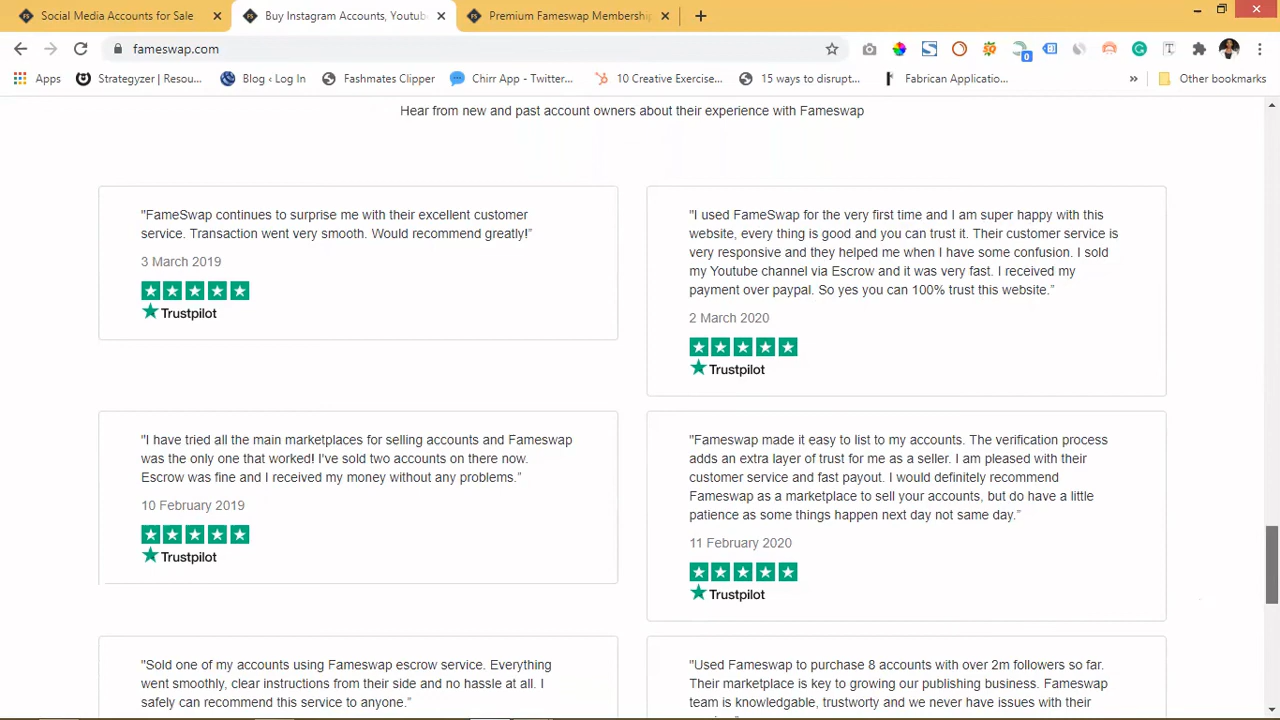 Social Media Accounts for Sale
Buy Instagram Accounts, Youtub
Premium Fameswap Membership
fameswap.com
0
Apps
Strategyzer | Resou...
Blog ‹ Log In
Fashmates Clipper
Chirr App - Twitter...
10 Creative Exercise...
15 ways to disrupt...
Fabrican Applicatio...
»
Other bookmarks
Hear from new and past account owners about their experience with Fameswap
"FameSwap continues to surprise me with their excellent customer
service. Transaction went very smooth. Would recommend greatly!"
3 March 2019
Trustpilot
"I used FameSwap for the very first time and I am super happy with this
website, every thing is good and you can trust it. Their customer service is
very responsive and they helped me when I have some confusion. I sold
my Youtube channel via Escrow and it was very fast. I received my
payment over paypal. So yes you can 100% trust this website."
2 March 2020
Trustpilot
"I have tried all the main marketplaces for selling accounts and Fameswap
was the only one that worked! I've sold two accounts on there now.
Escrow was fine and I received my money without any problems."
10 February 2019
Trustpilot
"Fameswap made it easy to list to my accounts. The verification process
adds an extra layer of trust for me as a seller. I am pleased with their
customer service and fast payout. I would definitely recommend
Fameswap as a marketplace to sell your accounts, but do have a little
patience as some things happen next day not same day."
11 February 2020
Trustpilot
"Sold one of my accounts using Fameswap escrow service. Everything
went smoothly, clear instructions from their side and no hassle at all. I
safely can recommend this service to anyone."
"Used Fameswap to purchase 8 accounts with over 2m followers so far.
Their marketplace is key to growing our publishing business. Fameswap
team is knowledgable, trustworty and we never have issues with their